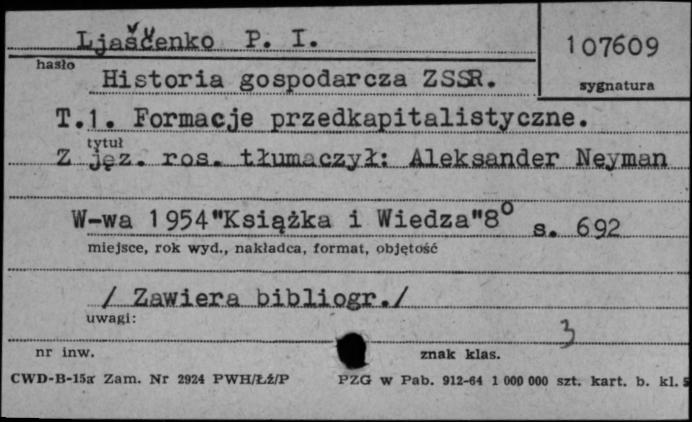 Ljaščenko P. I.
107609
hasło
sygnatura
Historia gospodarcza ZSSR.
T.1. Formacje przedkapitalistyczne.
tytuł
Z jęz. ros. tłumaczył: Aleksander Neyman
W-wa 1954 "Książka i Wiedza" 8° s. 692
miejsce, rok wyd., nakładca, format, objętość
/ Zawiera bibliogr./
uwagi:
3
nr inw.
znak klas.
CWD-B-15a Zam. Nr 2924 PWH/Łź/P
PZG w Pab. 912-64 1 000 000 szt. kart. b. kl. 5